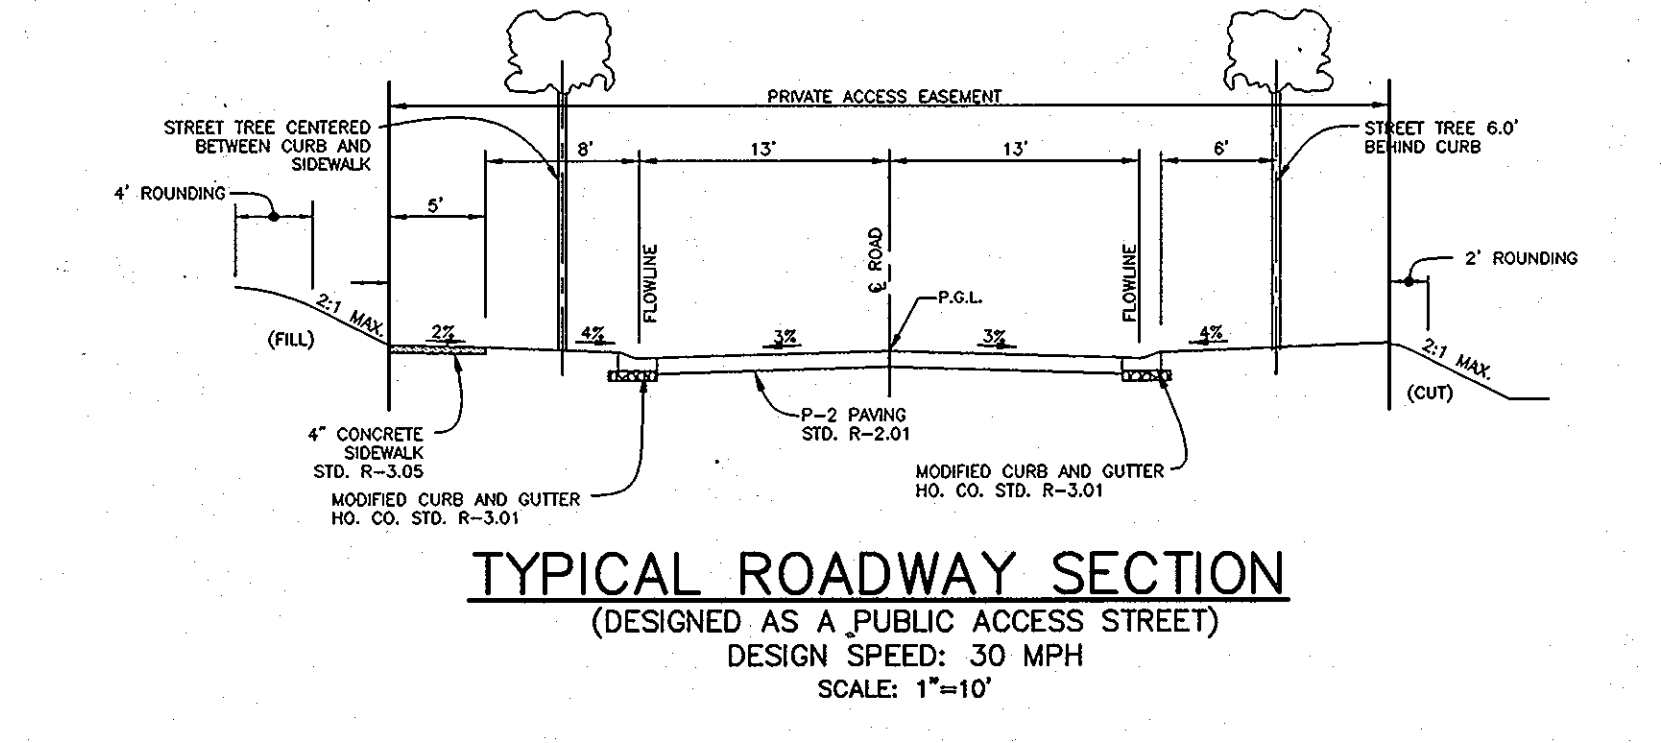 PRIVATE ACCESS EASEMENT
STREET TREE CENTERED
BETWEEN CURB AND
SIDEWALK
STREET TREE 6.0'
BEHIND CURB
8'
13'
13'
6'
4' ROUNDING
5'
FLOWLINE
℄ ROAD
FLOWLINE
2' ROUNDING
P.G.L.
2:1 MAX.
(FILL)
2%
4%
3%
3%
4%
2:1 MAX.
(CUT)
4" CONCRETE
SIDEWALK
STD. R-3.05
P-2 PAVING
STD. R-2.01
MODIFIED CURB AND GUTTER
HO. CO. STD. R-3.01
MODIFIED CURB AND GUTTER
HO. CO. STD. R-3.01
TYPICAL ROADWAY SECTION
(DESIGNED AS A PUBLIC ACCESS STREET)
DESIGN SPEED: 30 MPH
SCALE: 1"=10'